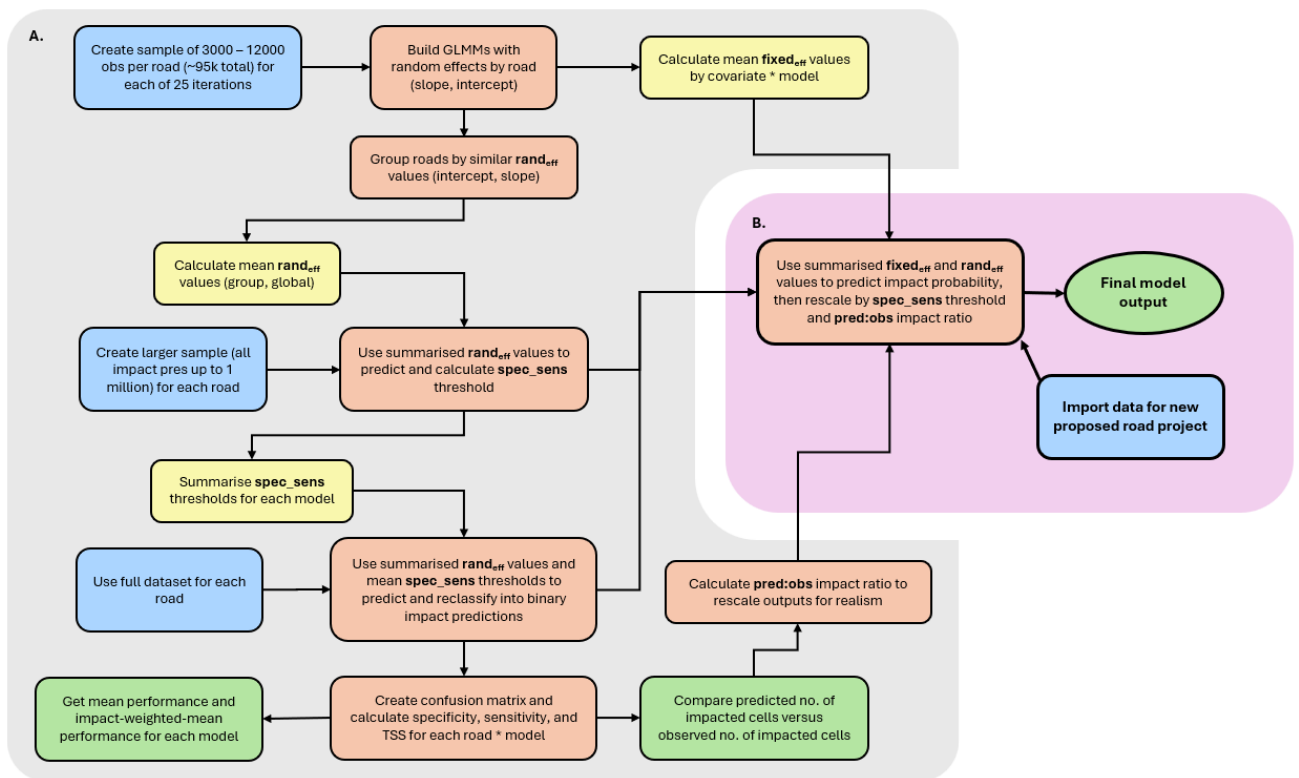 A.
Create sample of 3000 – 12000
obs per road (~95k total) for
each of 25 iterations
Build GLMMs with
random effects by road
(slope, intercept)
Calculate mean fixedeff values
by covariate * model
Group roads by similar randeff
values (intercept, slope)
B.
Calculate mean randeff
values (group, global)
Use summarised fixedeff and randeff
values to predict impact probability,
then rescale by spec_sens threshold
and pred:obs impact ratio
Final model
output
Create larger sample (all
impact pres up to 1
million) for each road
Use summarised randeff values to
predict and calculate spec_sens
threshold
Import data for new
proposed road project
Summarise spec_sens
thresholds for each model
Use full dataset for each
road
Use summarised randeff values and
mean spec_sens thresholds to
predict and reclassify into binary
impact predictions
Calculate pred:obs impact ratio to
rescale outputs for realism
Get mean performance and
impact-weighted-mean
performance for each model
Create confusion matrix and
calculate specificity, sensitivity, and
TSS for each road * model
Compare predicted no. of
impacted cells versus
observed no. of impacted cells